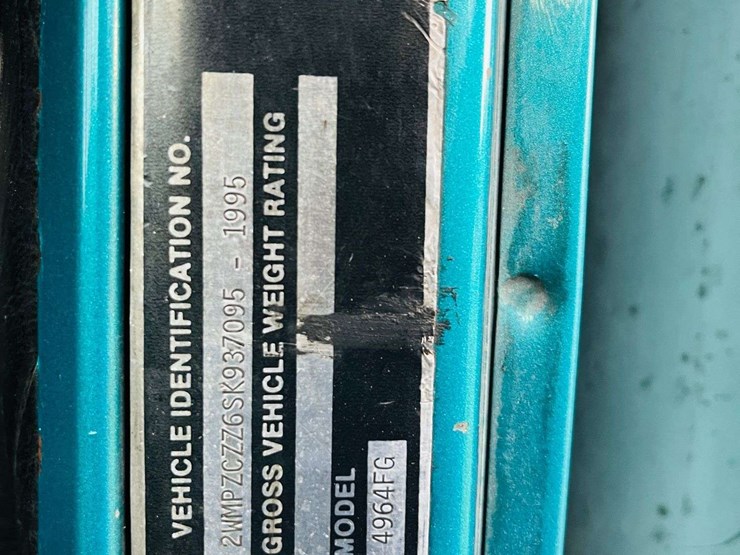 VEHICLE IDENTIFICATION NO.
2WMPZCZZ6SK937095 - 1995
GROSS VEHICLE WEIGHT RATING
MODEL
4964FG